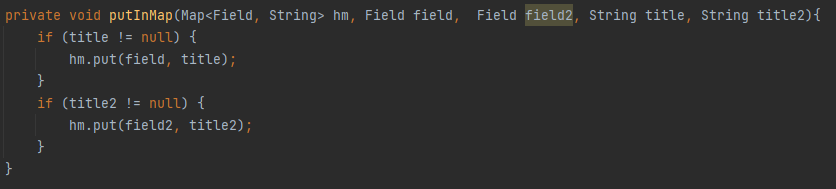 private void putInMap(Map<Field, String> hm, Field field,  Field field2, String title, String title2){
    if (title != null) {
        hm.put(field, title);
    }
    if (title2 != null) {
        hm.put(field2, title2);
    }
}